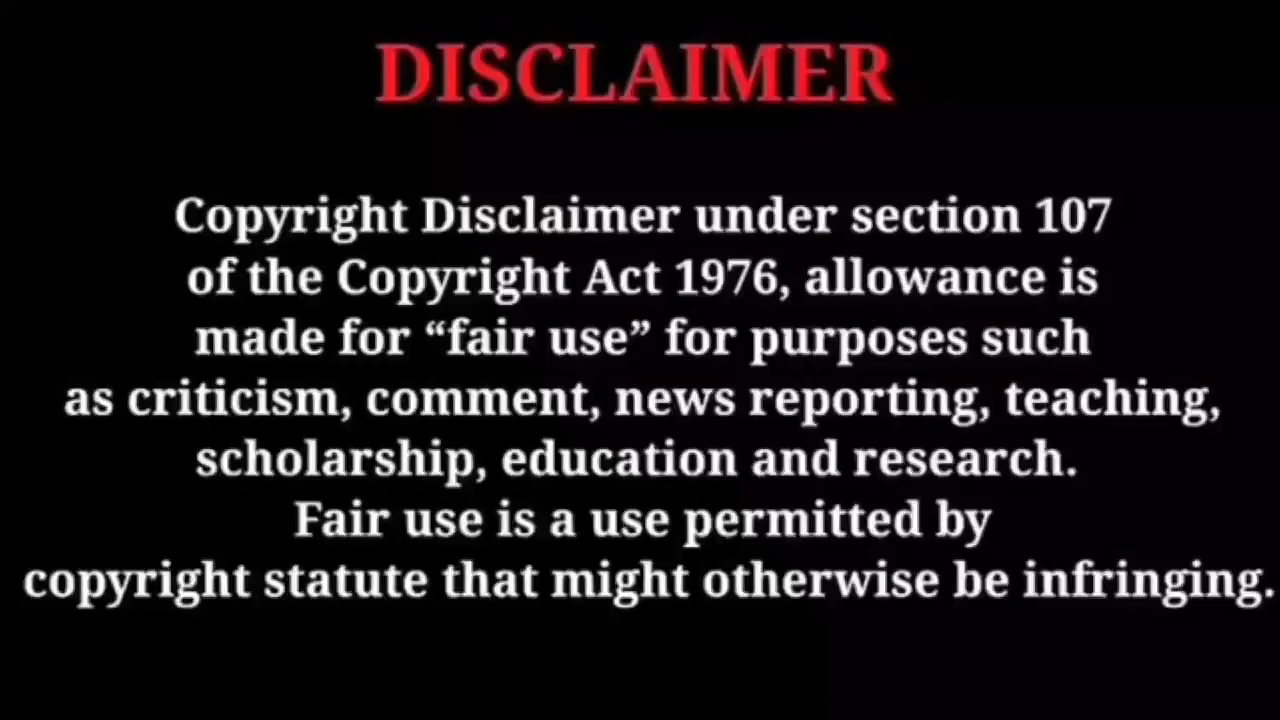 DISCLAIMER
Copyright Disclaimer under section 107
of the Copyright Act 1976, allowance is
made for “fair use” for purposes such
as criticism, comment, news reporting, teaching,
scholarship, education and research.
Fair use is a use permitted by
copyright statute that might otherwise be infringing.